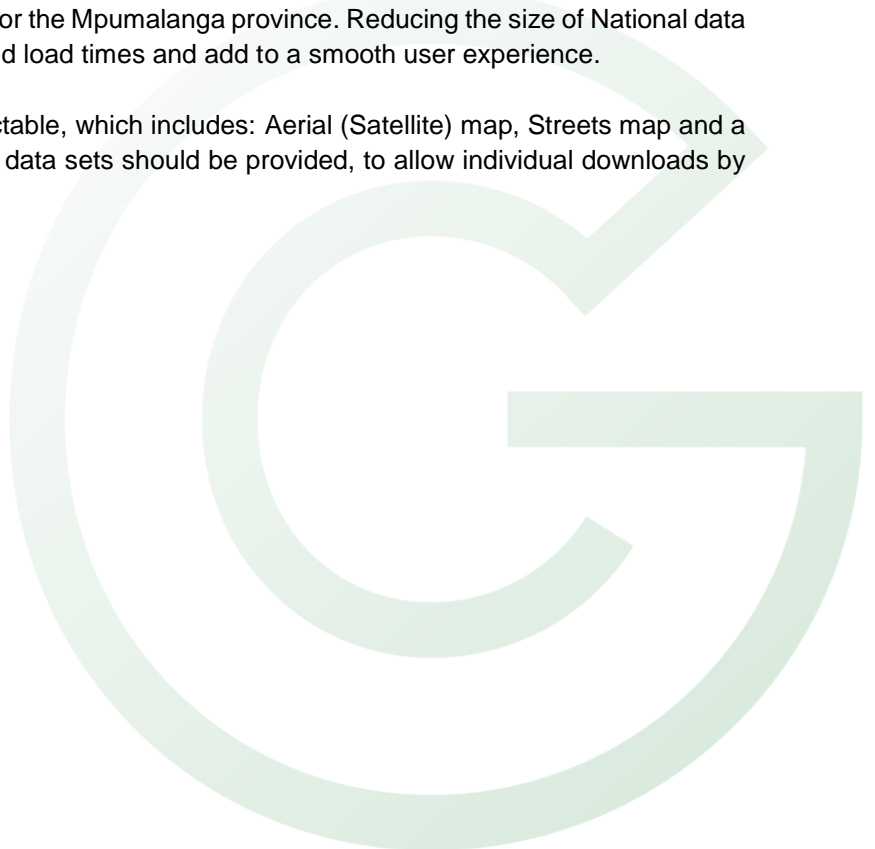 or the Mpumalanga province. Reducing the size of National data
d load times and add to a smooth user experience.
table, which includes: Aerial (Satellite) map, Streets map and a
data sets should be provided, to allow individual downloads by